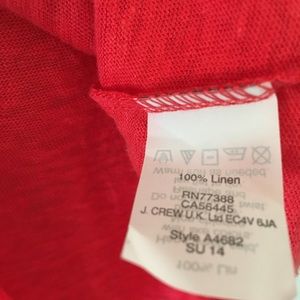 100% Linen
RN77388
CA56445
J. CREW U.K. Ltd EC4V 6JA
Style A4682
SU 14